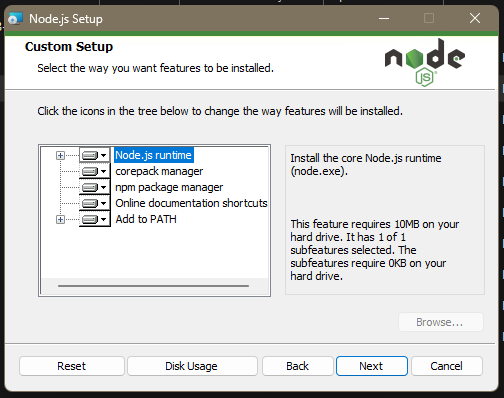 Node.js Setup
Custom Setup
Select the way you want features to be installed.
node
JS
Click the icons in the tree below to change the way features will be installed.
Node.js runtime
corepack manager
npm package manager
Online documentation shortcuts
Add to PATH
Install the core Node.js runtime
(node.exe).
This feature requires 10MB on your
hard drive. It has 1 of 1
subfeatures selected. The
subfeatures require 0KB on your
hard drive.
Browse...
Reset
Disk Usage
Back
Next
Cancel